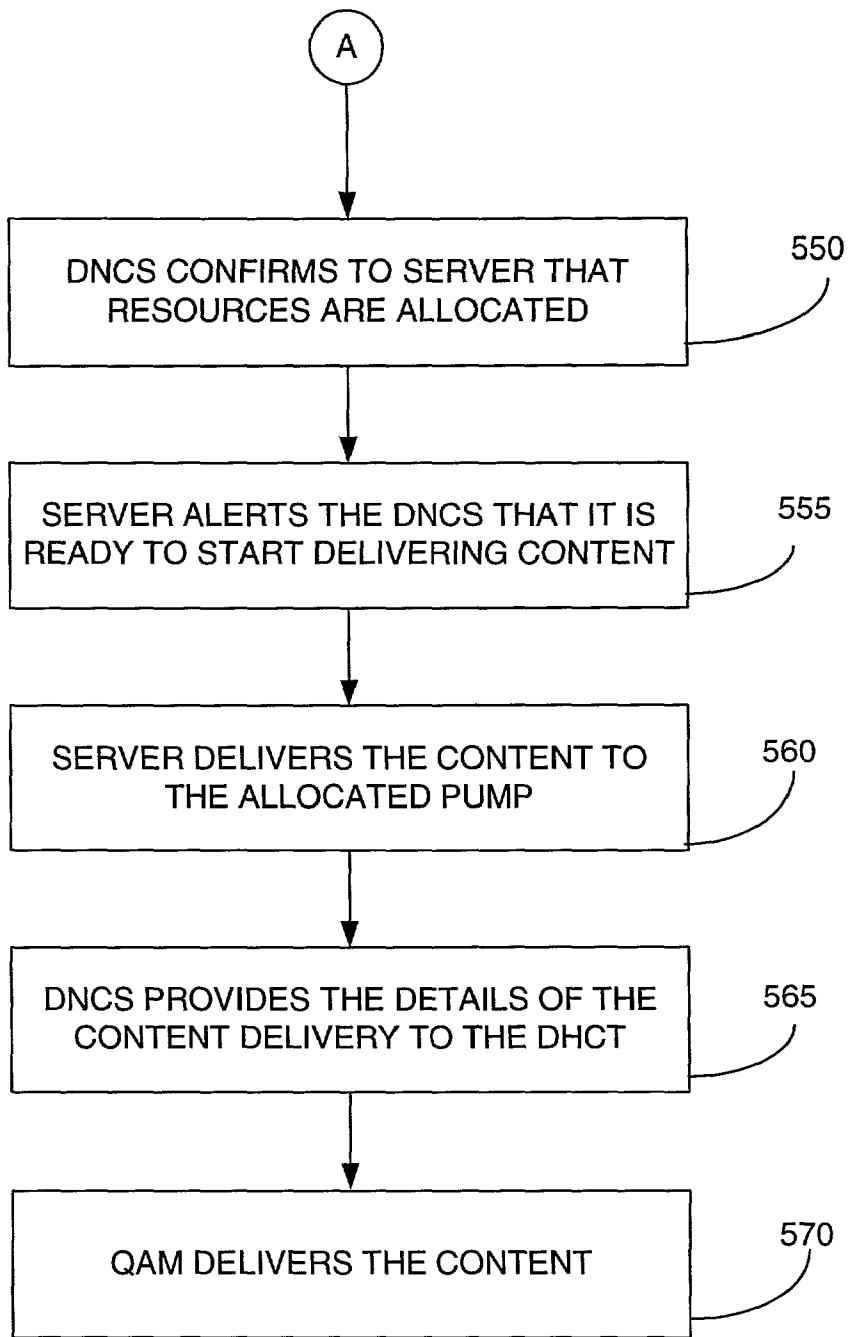 A
DNCS CONFIRMS TO SERVER THAT
RESOURCES ARE ALLOCATED
550
SERVER ALERTS THE DNCS THAT IT IS
READY TO START DELIVERING CONTENT
555
SERVER DELIVERS THE CONTENT TO
THE ALLOCATED PUMP
560
DNCS PROVIDES THE DETAILS OF THE
CONTENT DELIVERY TO THE DHCT
565
QAM DELIVERS THE CONTENT
570